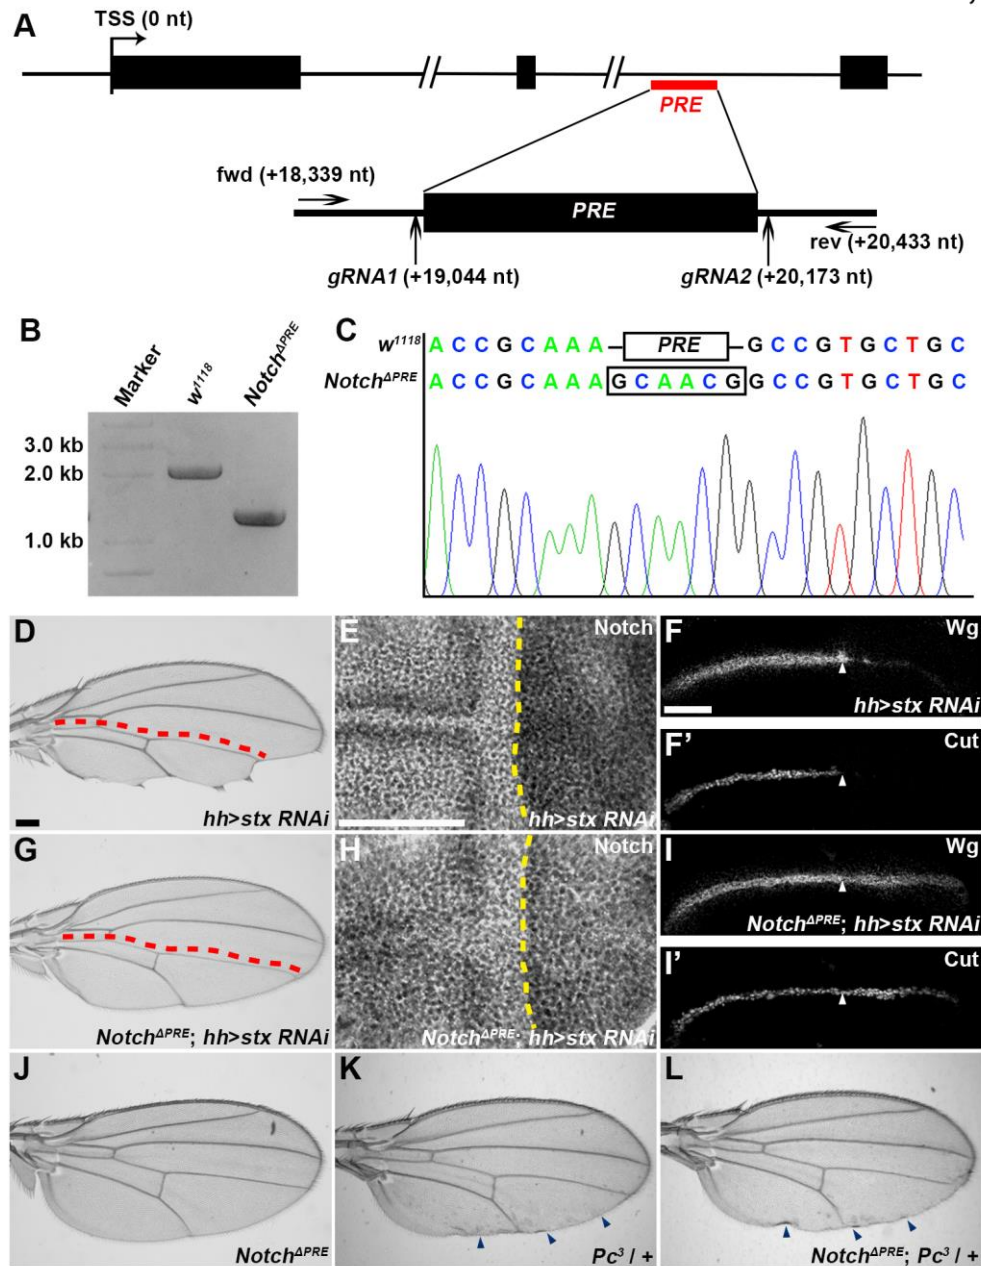 A
TSS (0 nt)
PRE
fwd (+18,339 nt)
PRE
rev (+20,433 nt)
gRNA1 (+19,044 nt)
gRNA2 (+20,173 nt)
B
Marker
w1118
NotchΔPRE
3.0 kb
2.0 kb
1.0 kb
C
w1118 A C C G C A A A PRE G C C G T G C T G C
NotchΔPRE A C C G C A A A G C A A C G G C C G T G C T G C
D
hh>stx RNAi
E
Notch
hh>stx RNAi
F
Wg
hh>stx RNAi
F'
Cut
G
NotchΔPRE; hh>stx RNAi
H
Notch
NotchΔPRE; hh>stx RNAi
I
Wg
NotchΔPRE; hh>stx RNAi
I'
Cut
J
NotchΔPRE
K
Pc3 / +
L
NotchΔPRE; Pc3 / +